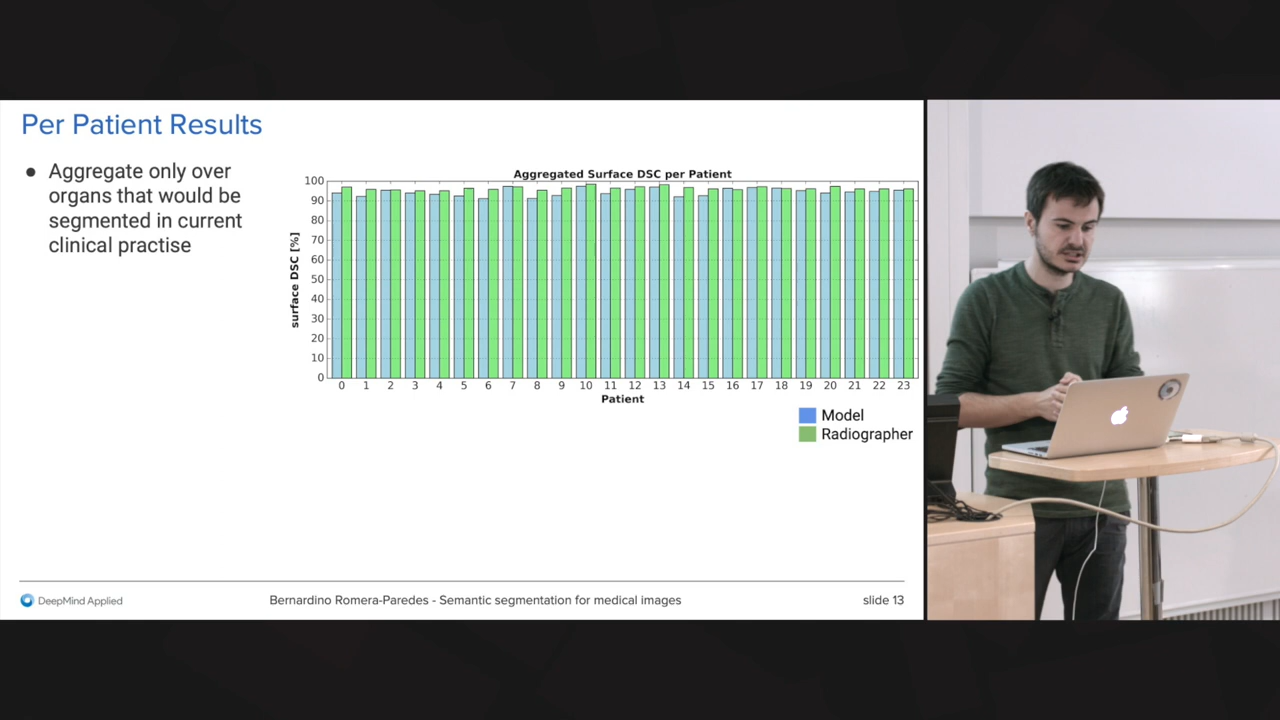 Per Patient Results
● Aggregate only over
organs that would be
segmented in current
clinical practise
Aggregated Surface DSC per Patient
surface DSC [%]
100
90
80
70
60
50
40
30
20
10
0
0 1 2 3 4 5 6 7 8 9 10 11 12 13 14 15 16 17 18 19 20 21 22 23
Patient
Model
Radiographer
DeepMind Applied
Bernardino Romera-Paredes - Semantic segmentation for medical images
slide 13